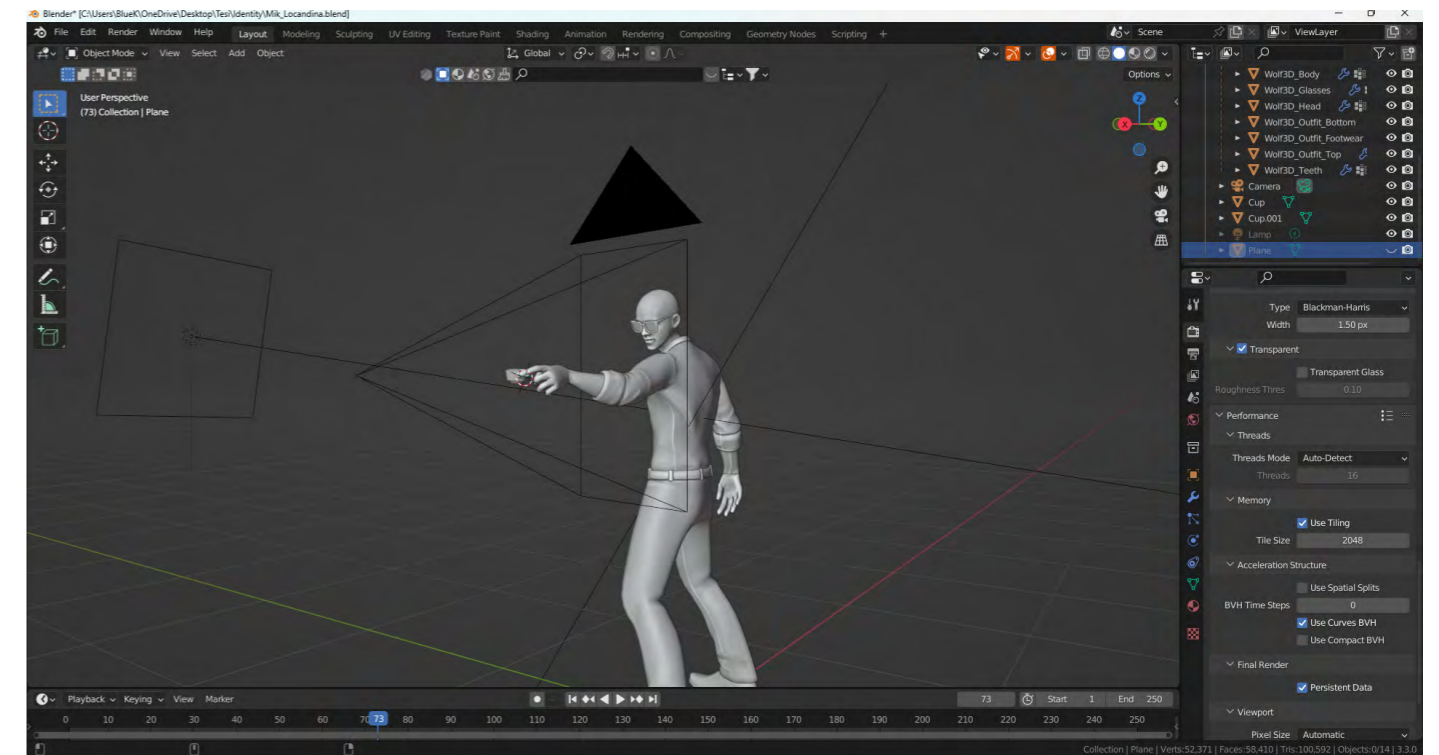 Blender* [C:\Users\BlueK\OneDrive\Desktop\Tesi\Identity\Mik_Locandina.blend]
File Edit Render Window Help Layout Modeling Sculpting UV Editing Texture Paint Shading Animation Rendering Compositing Geometry Nodes Scripting + Scene ViewLayer
Object Mode View Select Add Object Global
Options
User Perspective
(73) Collection | Plane
Z
X
Y
Wolf3D_Body
Wolf3D_Glasses
Wolf3D_Head
Wolf3D_Outfit_Bottom
Wolf3D_Outfit_Footwear
Wolf3D_Outfit_Top
Wolf3D_Teeth
Camera
Cup
Cup.001
Lamp
Plane
Type Blackman-Harris
Width 1.50 px
Transparent
Transparent Glass
Roughness Thres 0.10
Performance
Threads
Threads Mode Auto-Detect
Threads 16
Memory
Use Tiling
Tile Size 2048
Acceleration Structure
Use Spatial Splits
BVH Time Steps 0
Use Curves BVH
Use Compact BVH
Final Render
Persistent Data
Viewport
Pixel Size Automatic
Playback Keying View Marker 73 Start 1 End 250
0 10 20 30 40 50 60 70 73 80 90 100 110 120 130 140 150 160 170 180 190 200 210 220 230 240 250
Collection | Plane | Verts:52,371 | Faces:58,410 | Tris:100,592 | Objects:0/14 | 3.3.0